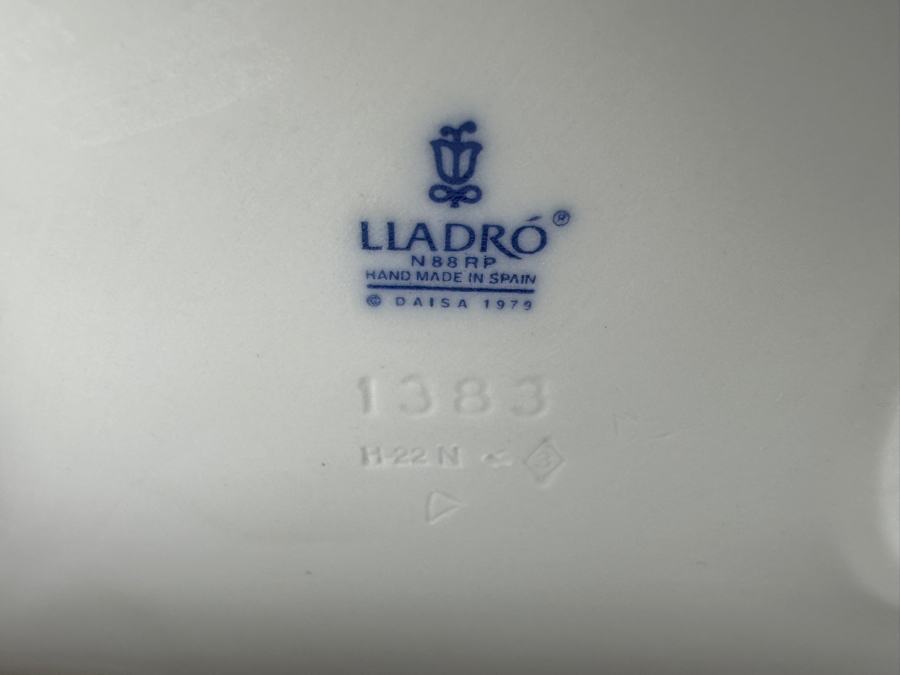 LLADRÓ®
N88RP
HAND MADE IN SPAIN
© DAISA 1979
1383
H-22 N